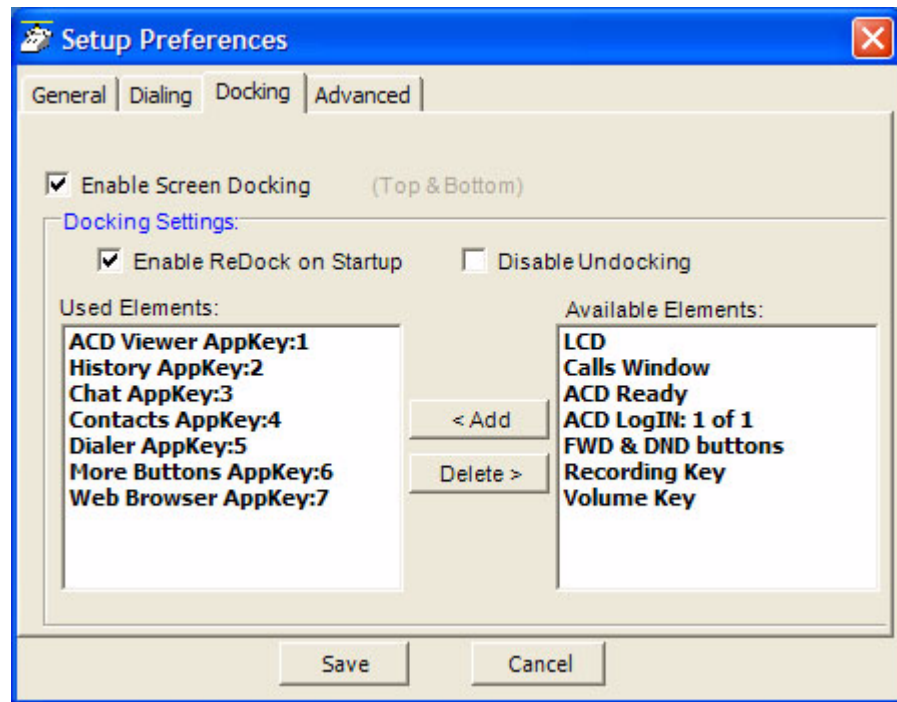 Setup Preferences
General Dialing Docking Advanced
Enable Screen Docking (Top & Bottom)
Docking Settings:
Enable ReDock on Startup Disable Undocking
Used Elements:
ACD Viewer AppKey:1
History AppKey:2
Chat AppKey:3
Contacts AppKey:4
Dialer AppKey:5
More Buttons AppKey:6
Web Browser AppKey:7
< Add
Delete >
Available Elements:
LCD
Calls Window
ACD Ready
ACD LogIN: 1 of 1
FWD & DND buttons
Recording Key
Volume Key
Save Cancel